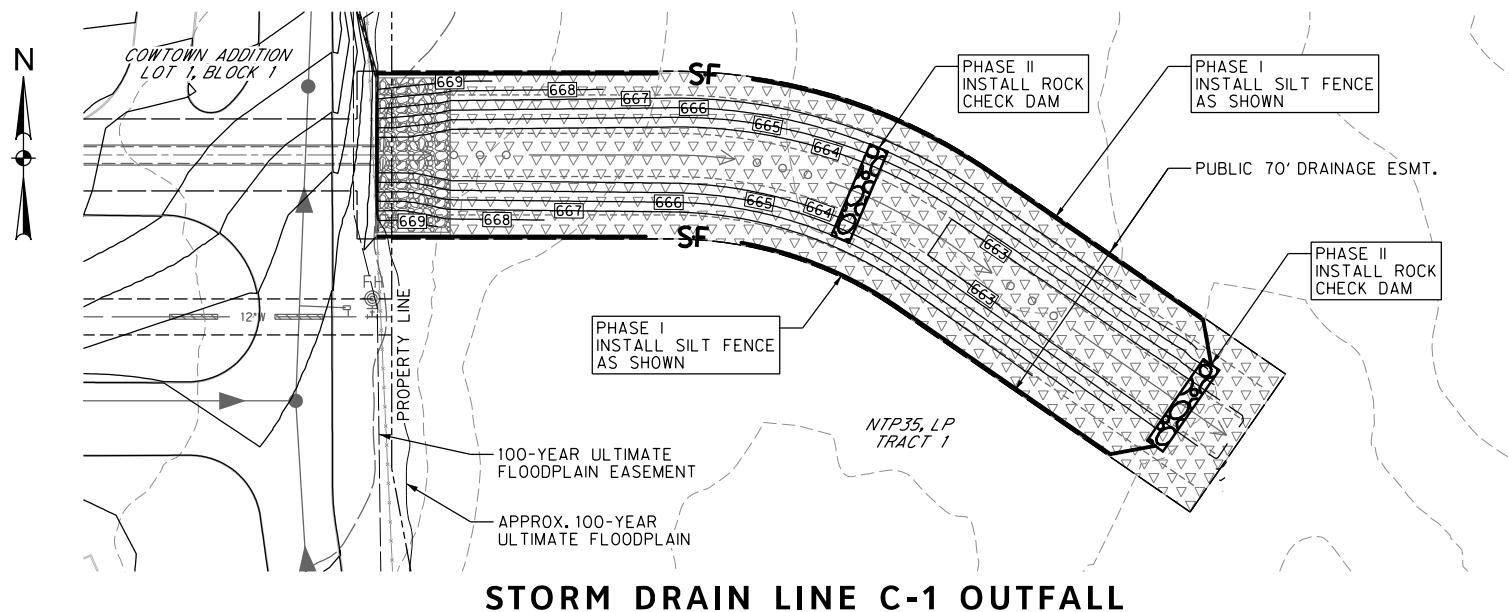 N
COWTOWN ADDITION
LOT 1, BLOCK 1
SF
PHASE II
INSTALL ROCK
CHECK DAM
PHASE I
INSTALL SILT FENCE
AS SHOWN
669
668
667
666
665
664
PUBLIC 70' DRAINAGE ESMT.
669
668
667
666
665
664
SF
663
663
PHASE II
INSTALL ROCK
CHECK DAM
FH
12"W
PROPERTY LINE
PHASE I
INSTALL SILT FENCE
AS SHOWN
NTP35, LP
TRACT 1
100-YEAR ULTIMATE
FLOODPLAIN EASEMENT
APPROX. 100-YEAR
ULTIMATE FLOODPLAIN
STORM DRAIN LINE C-1 OUTFALL